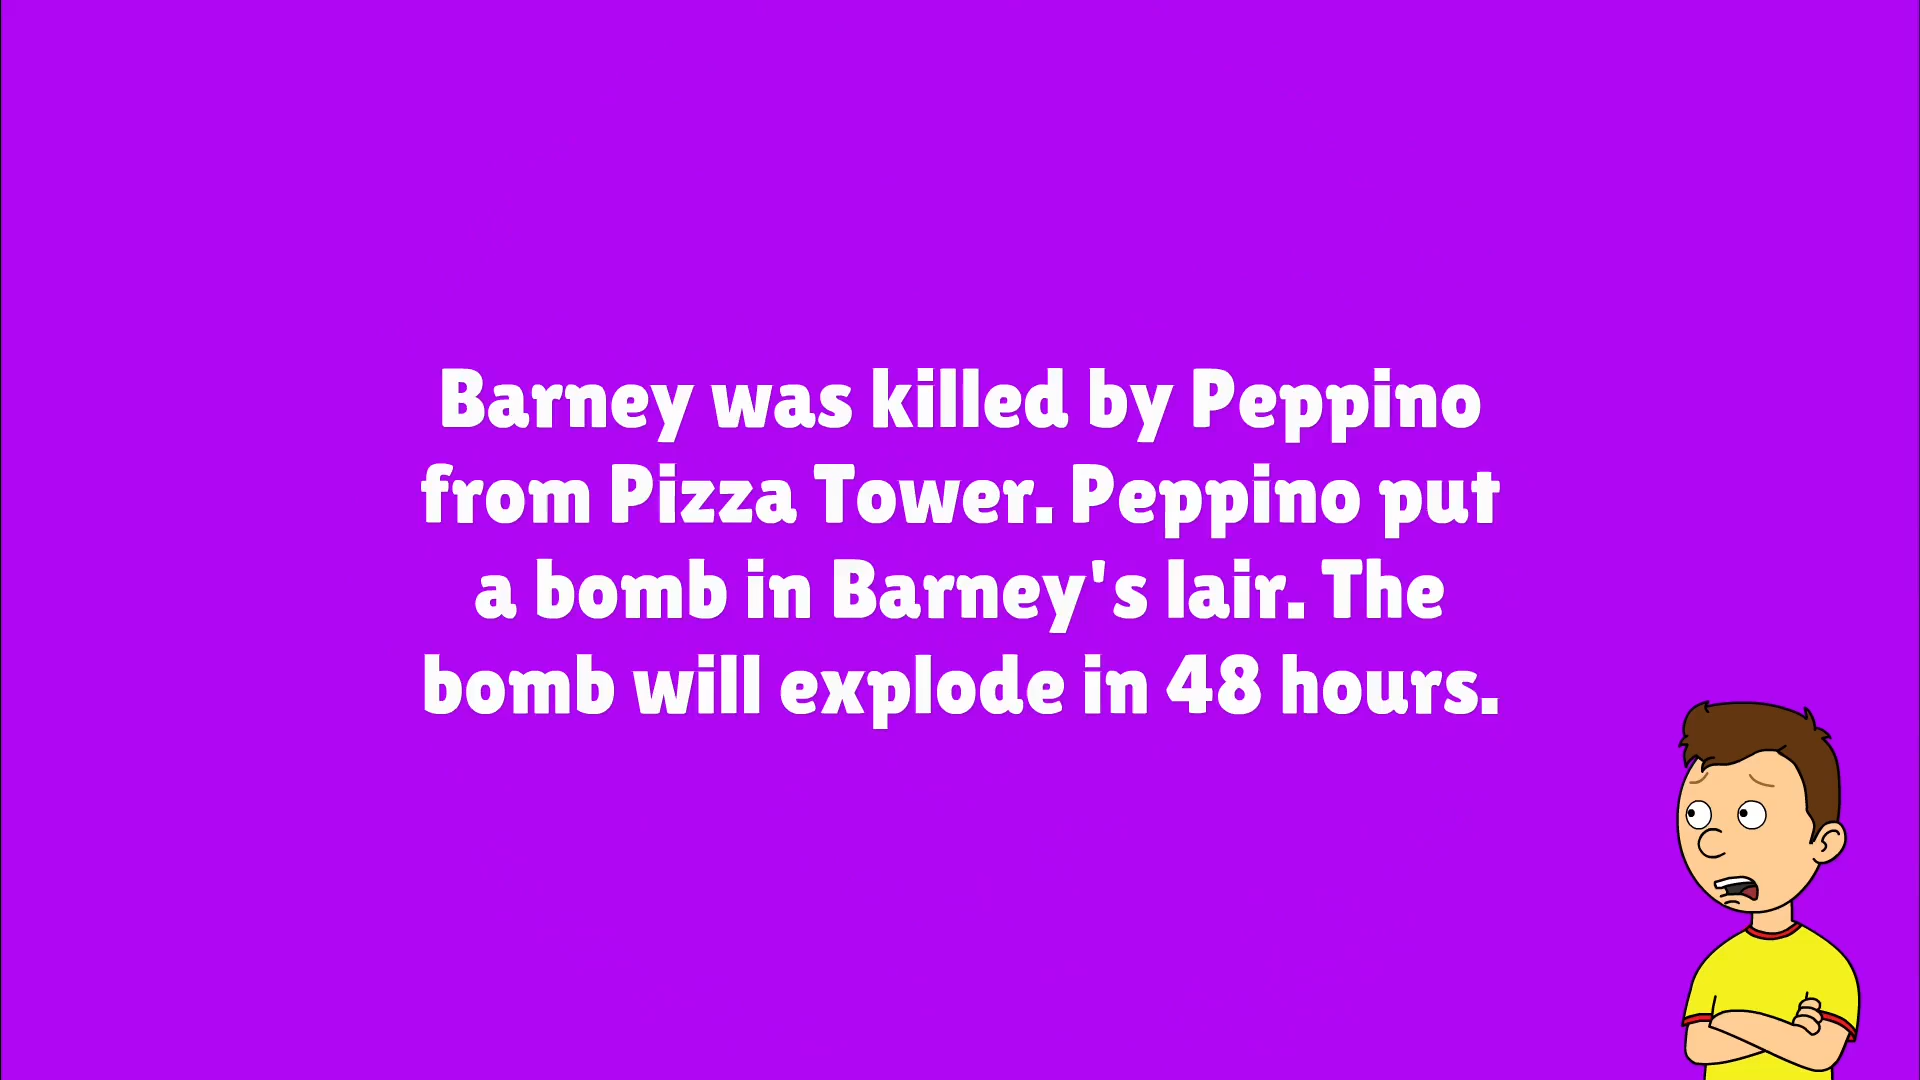 Barney was killed by Peppino
from Pizza Tower. Peppino put
a bomb in Barney's lair. The
bomb will explode in 48 hours.